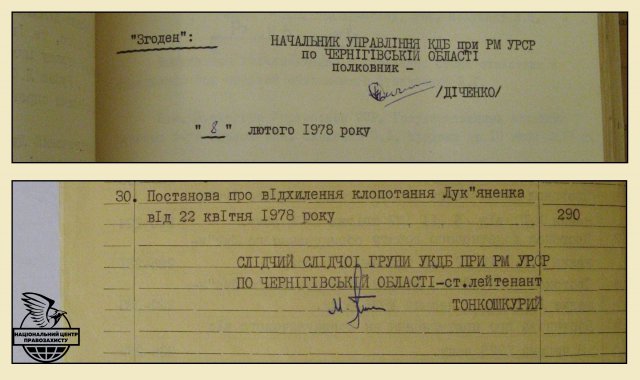 "Згоден":
НАЧАЛЬНИК УПРАВЛІННЯ КДБ при РМ УРСР
по ЧЕРНІГІВСЬКІЙ ОБЛАСТІ
полковник –
/ДІЧЕНКО/
"8" лютого 1978 року
30. Постанова про відхилення клопотання Лук"яненка
від 22 квітня 1978 року
290
СЛІДЧИЙ СЛІДЧОЇ ГРУПИ УКДБ ПРИ РМ УРСР
ПО ЧЕРНІГІВСЬКІЙ ОБЛАСТІ-ст.лейтенант
ТОНКОШКУРИЙ
НАЦІОНАЛЬНИЙ ЦЕНТР
ПРАВОЗАХИСТУ